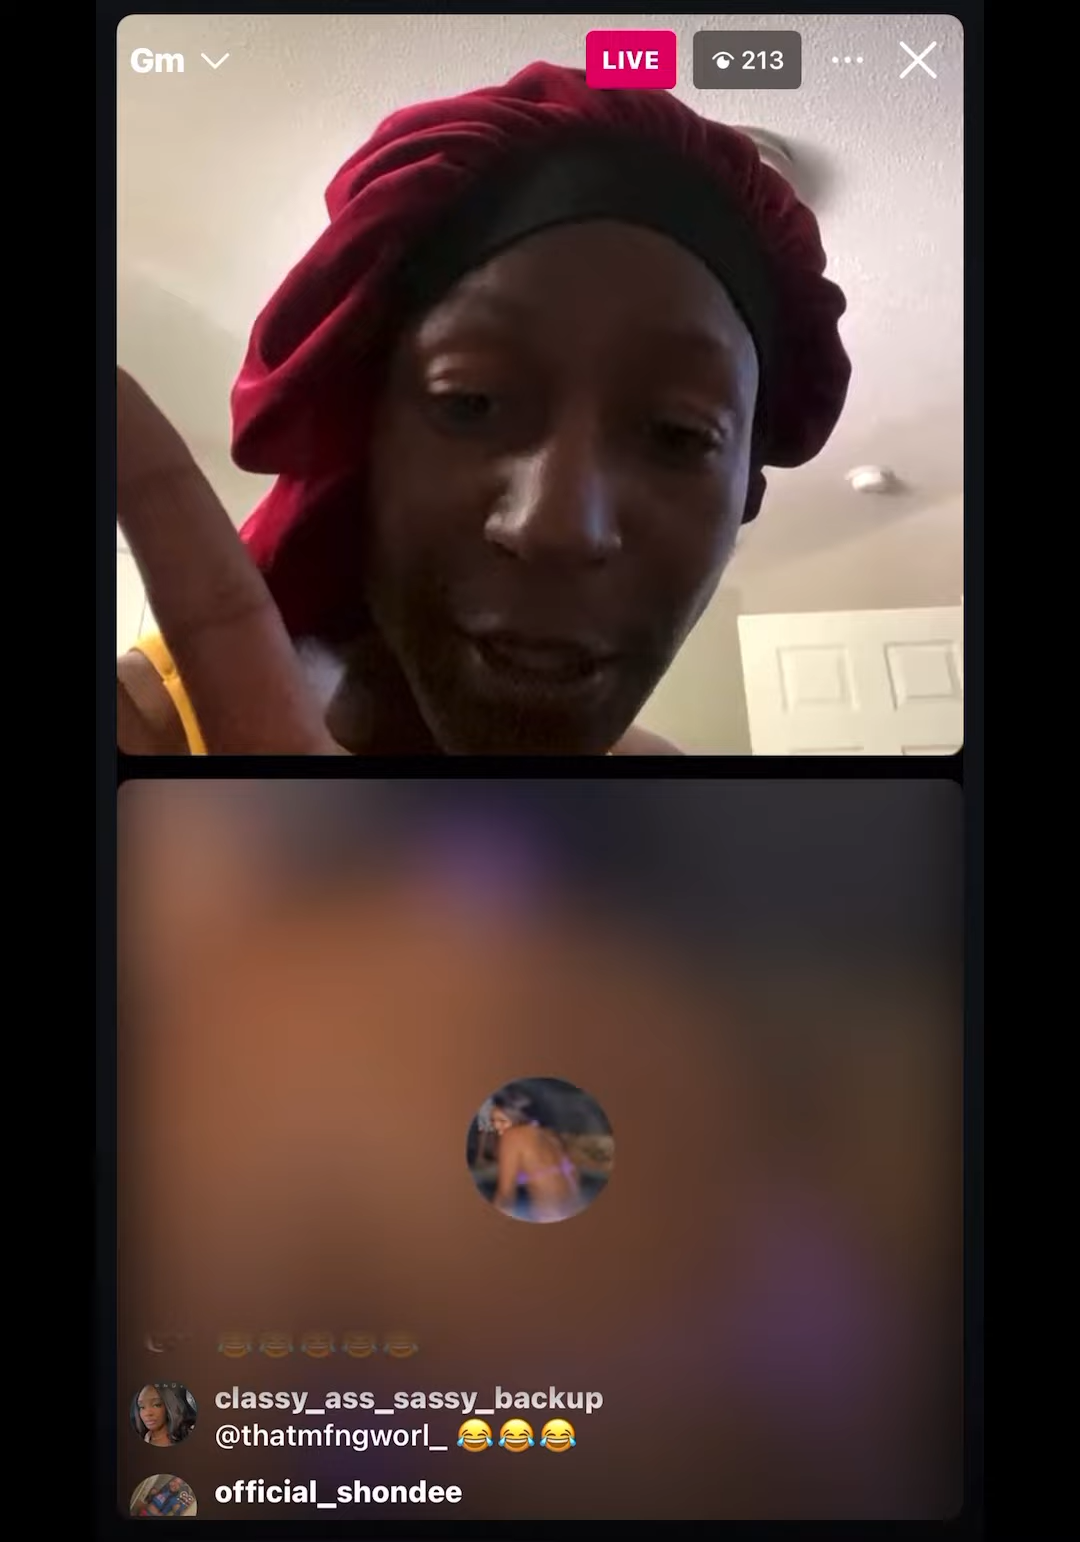 Gm
LIVE
213
😂😂😂😂😂
classy_ass_sassy_backup
@thatmfngworl_ 😂😂😂
official_shondee